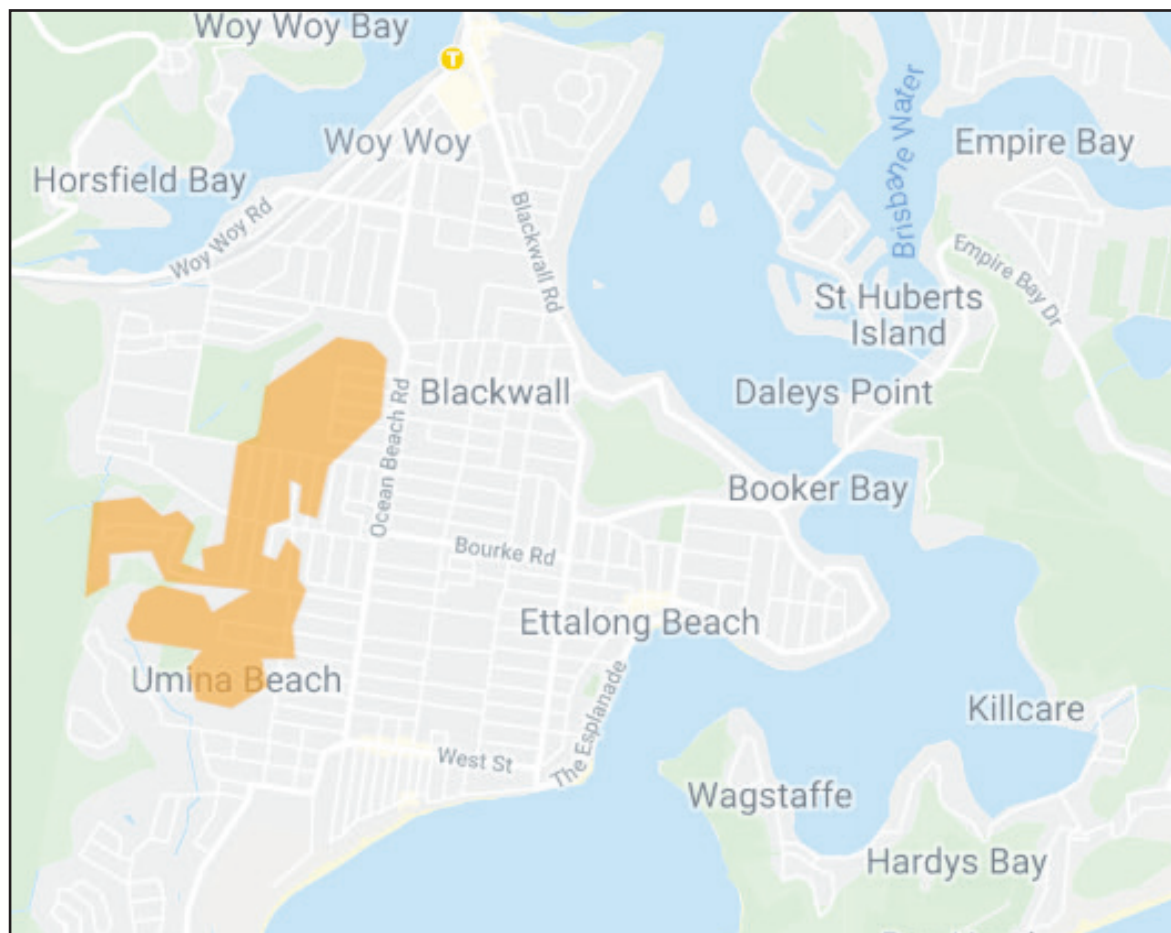 Woy Woy Bay
T
Woy Woy
Horsfield Bay
Woy Woy Rd
Blackwall Rd
Brisbane Water
Empire Bay
Empire Bay Dr
St Huberts
Island
Blackwall
Daleys Point
Ocean Beach Rd
Booker Bay
Bourke Rd
Ettalong Beach
Umina Beach
The Esplanade
Killcare
West St
Wagstaffe
Hardys Bay